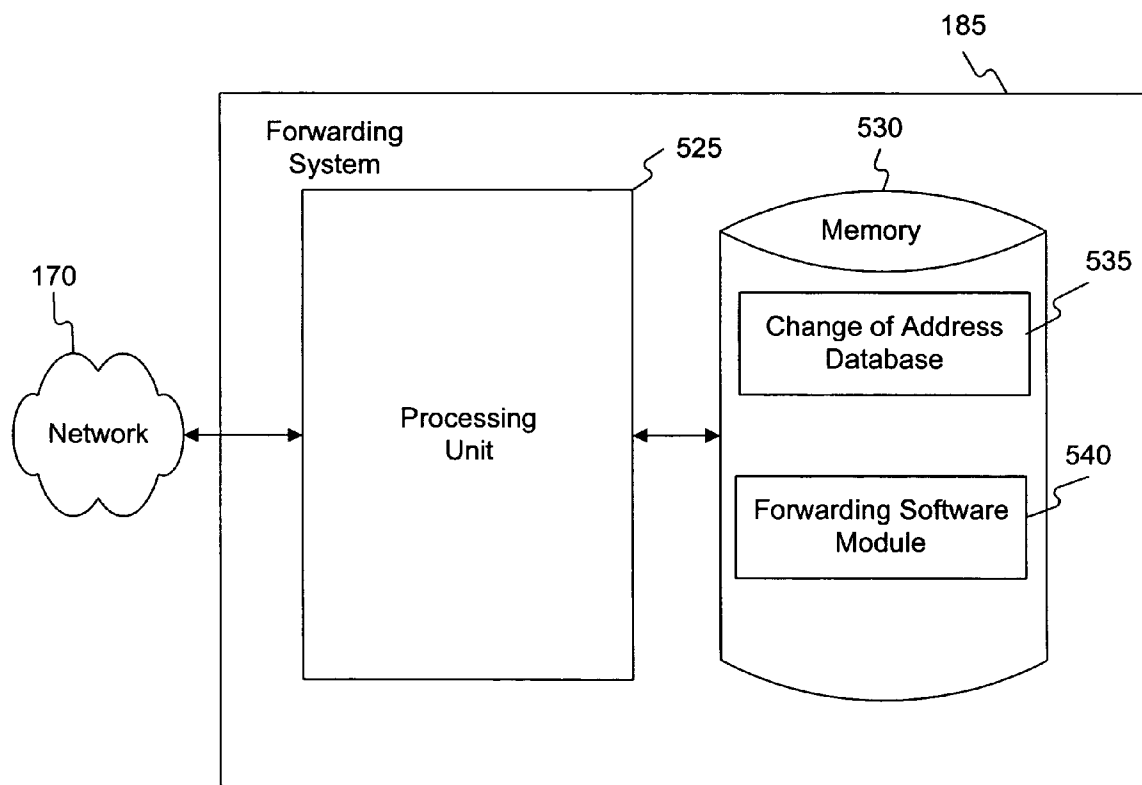 185
Forwarding
System
525
530
Memory
535
170
Change of Address
Database
Network
Processing
Unit
540
Forwarding Software
Module